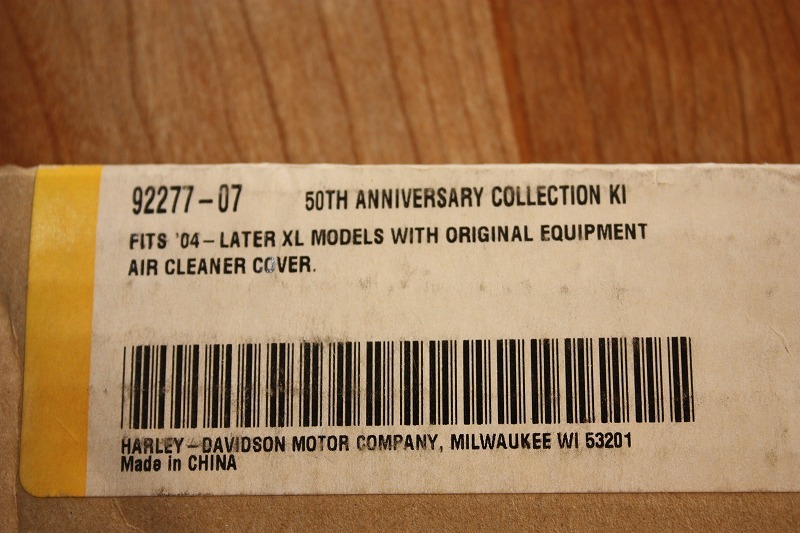 92277-07 50TH ANNIVERSARY COLLECTION KI
FITS '04-LATER XL MODELS WITH ORIGINAL EQUIPMENT
AIR CLEANER COVER.
HARLEY-DAVIDSON MOTOR COMPANY, MILWAUKEE WI 53201
Made in CHINA